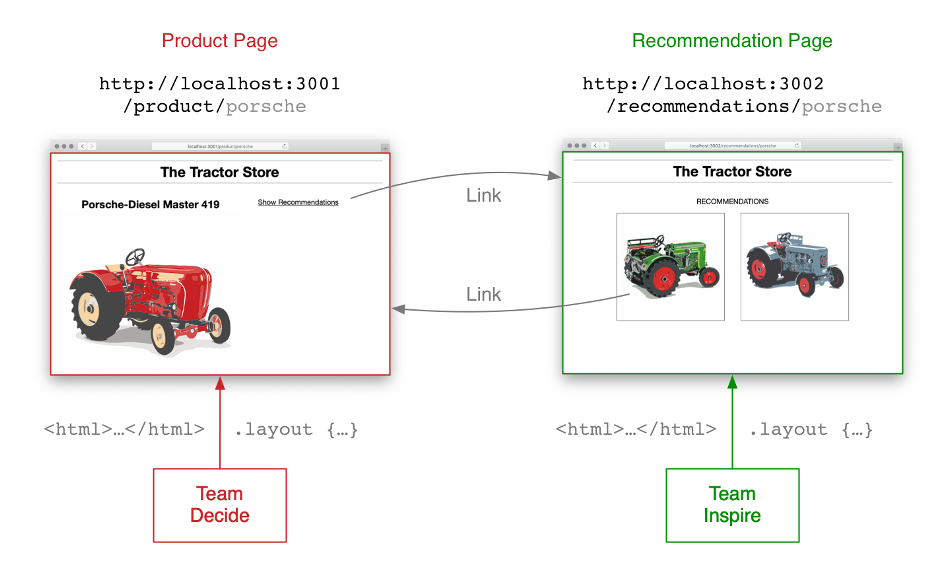 Product Page
Recommendation Page
http://localhost:3001
/product/porsche
http://localhost:3002
/recommendations/porsche
localhost:3001/product/porsche
localhost:3002/recommendations/porsche
The Tractor Store
The Tractor Store
Porsche-Diesel Master 419
Show Recommendations
Link
RECOMMENDATIONS
Link
<html>…</html>
.layout {…}
<html>…</html>
.layout {…}
Team
Decide
Team
Inspire